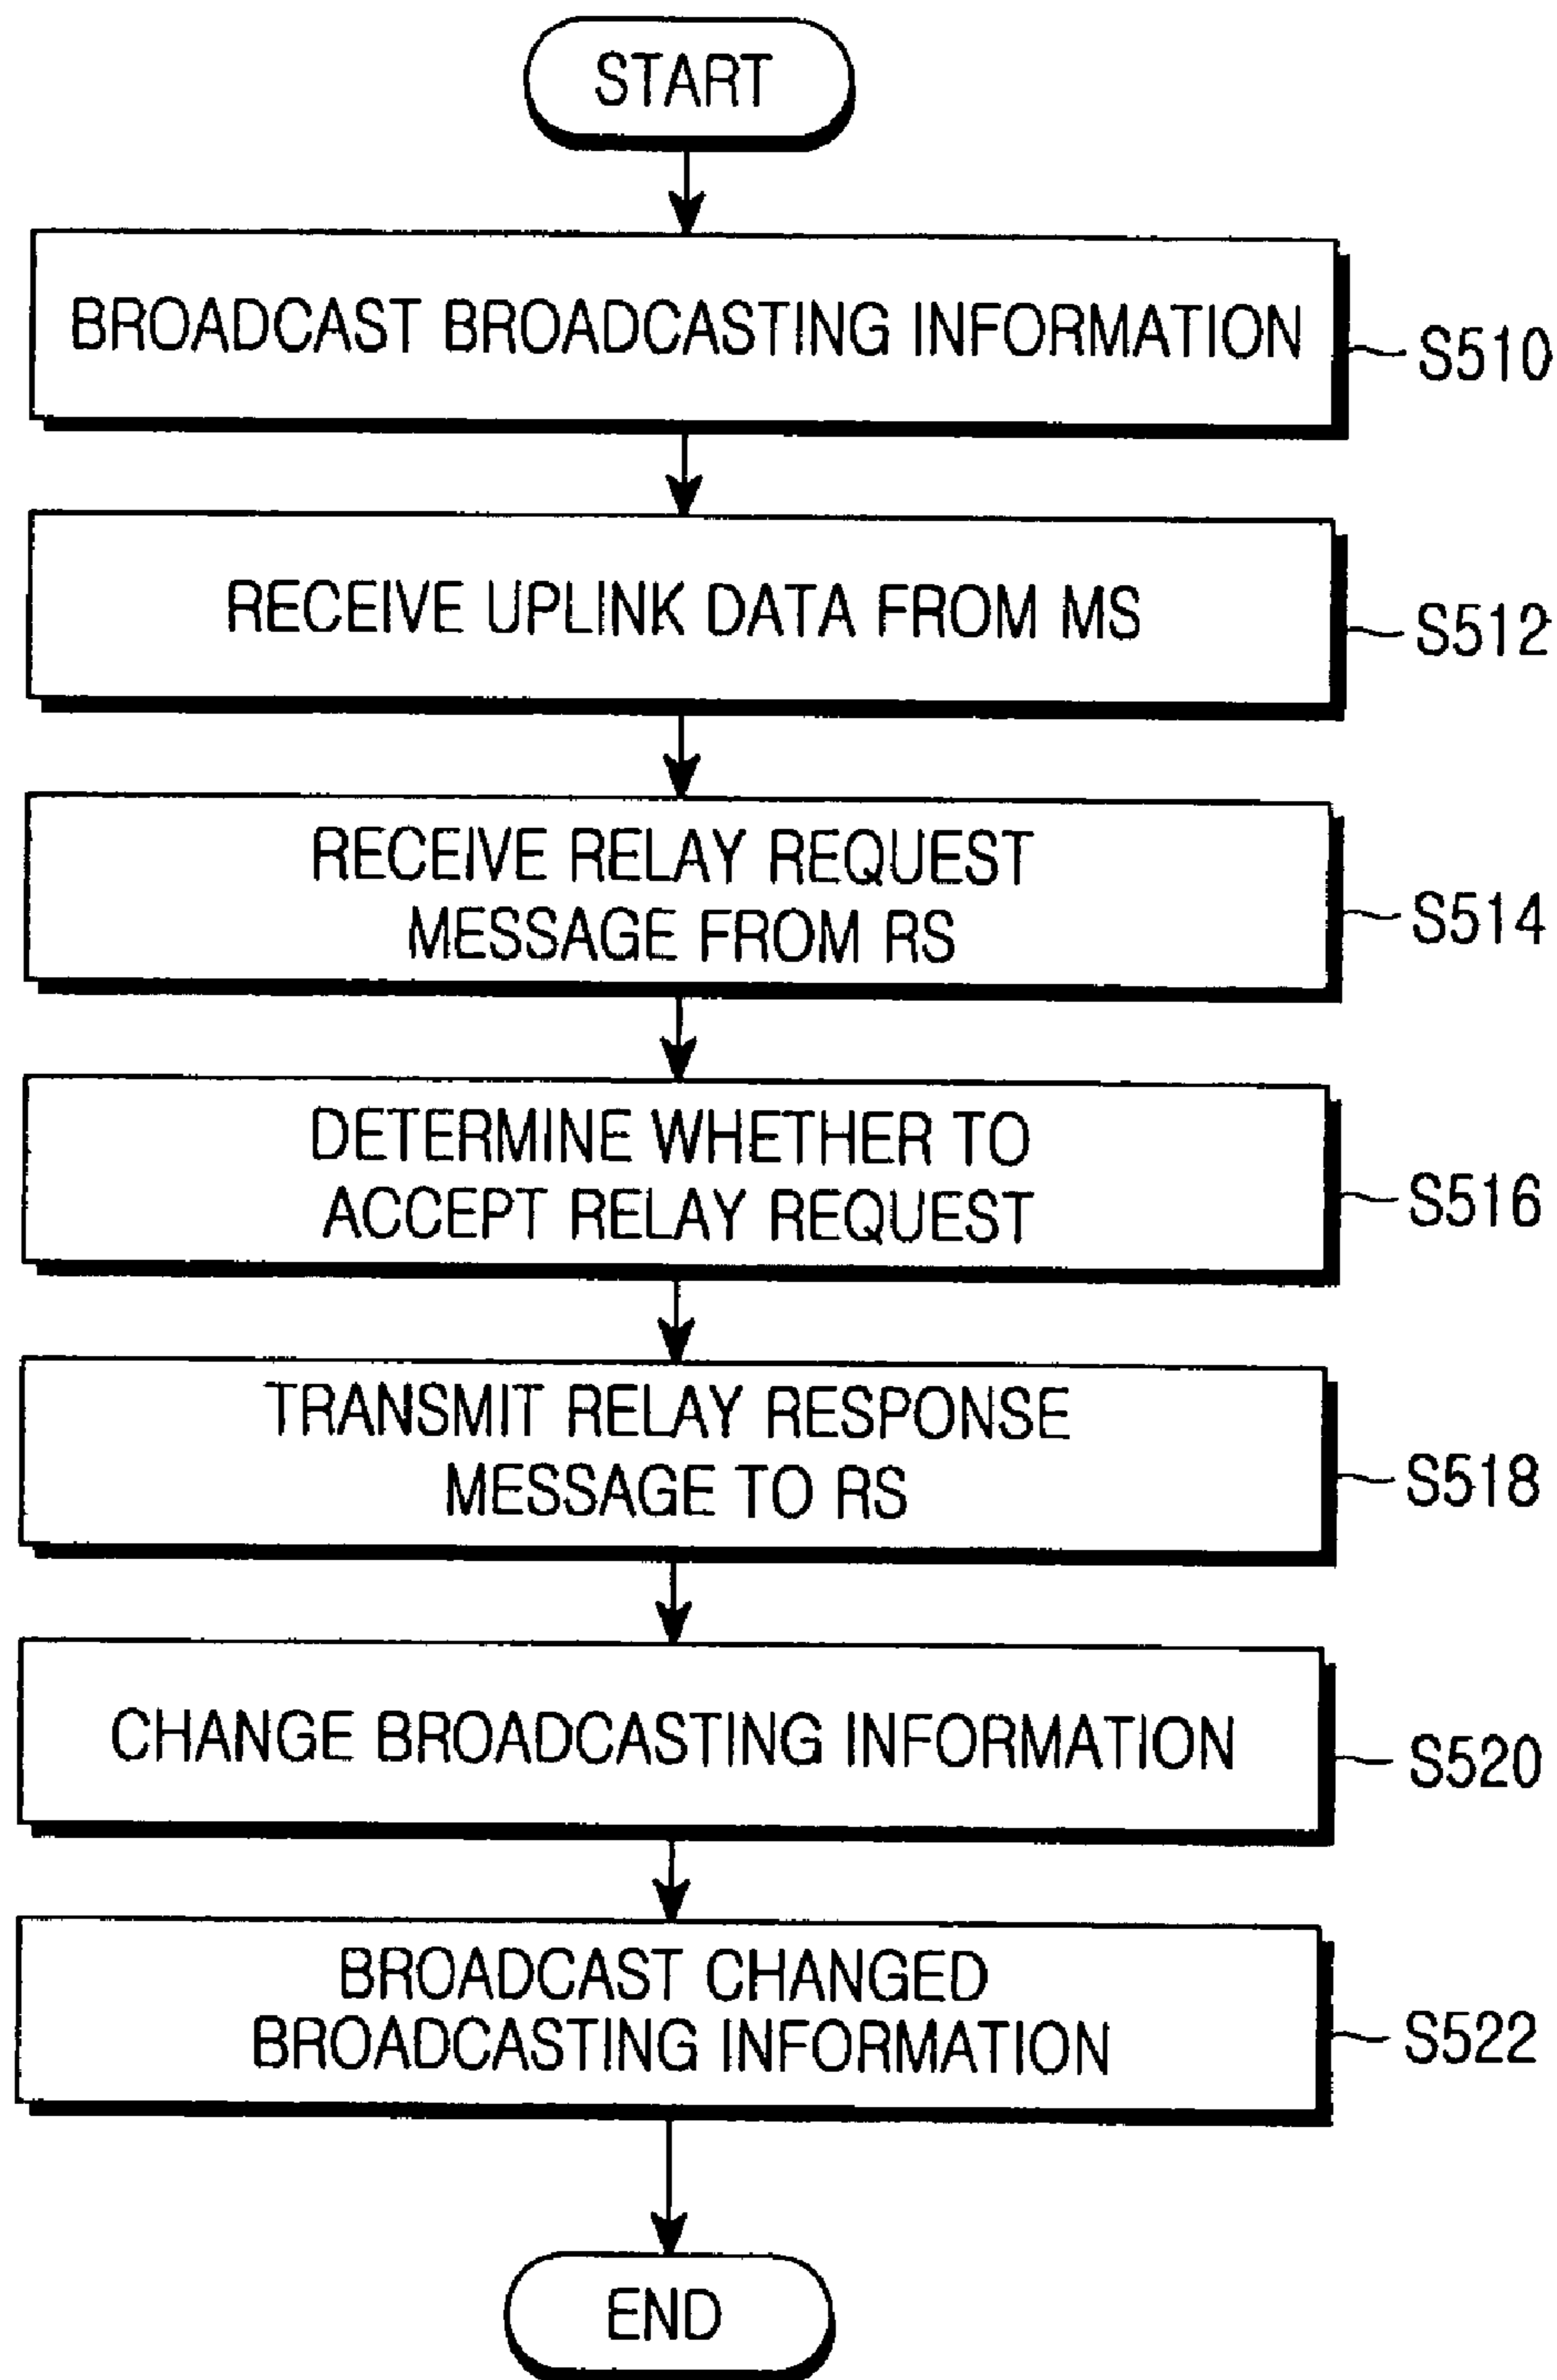 START
BROADCAST BROADCASTING INFORMATION
S510
RECEIVE UPLINK DATA FROM MS
S512
RECEIVE RELAY REQUEST
MESSAGE FROM RS
S514
DETERMINE WHETHER TO
ACCEPT RELAY REQUEST
S516
TRANSMIT RELAY RESPONSE
MESSAGE TO RS
S518
CHANGE BROADCASTING INFORMATION
S520
BROADCAST CHANGED
BROADCASTING INFORMATION
S522
END